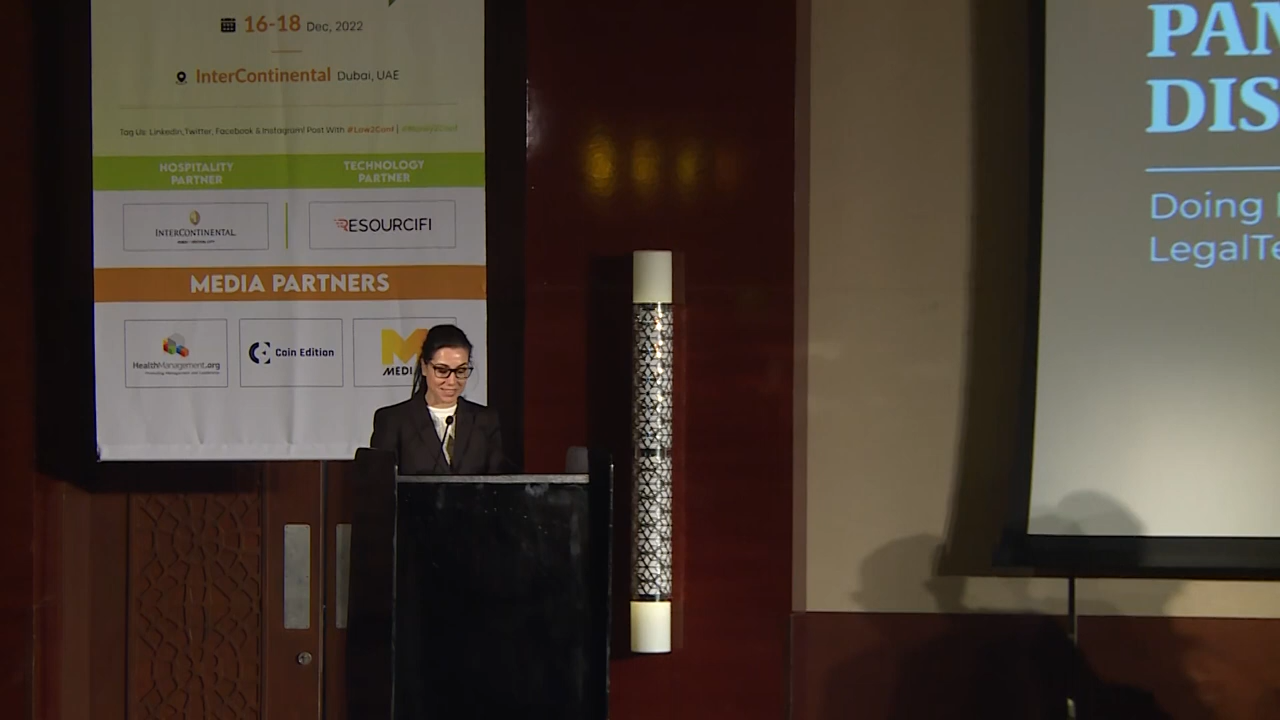 16-18 Dec, 2022
InterContinental Dubai, UAE
Tag Us: LinkedIn, Twitter, Facebook & Instagram! Post With #Law2Conf |
HOSPITALITY
PARTNER
TECHNOLOGY
PARTNER
INTERCONTINENTAL
RESOURCIFI
MEDIA PARTNERS
HealthManagement.org
Coin Edition
M
MEDI
PAN
DIS
Doing
LegalTe